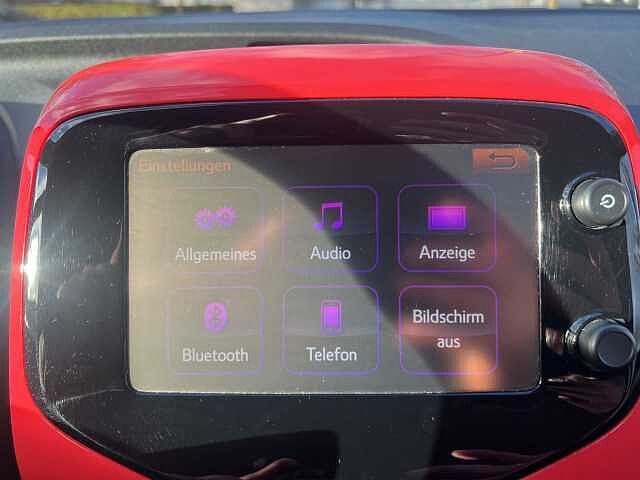 Einstellungen
Allgemeines
Audio
Anzeige
Bluetooth
Telefon
Bildschirm
aus